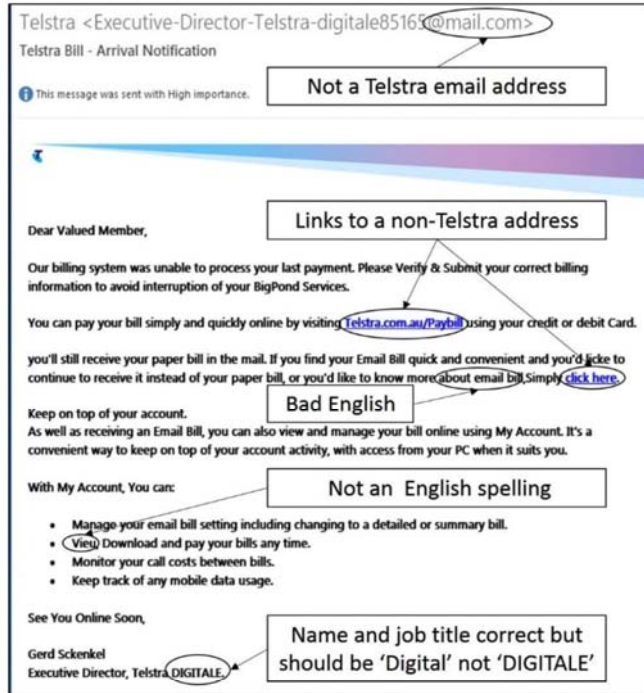 Telstra <Executive-Director-Telstra-digitale85165@mail.com>
Telstra Bill - Arrival Notification
Not a Telstra email address
This message was sent with High importance.
Links to a non-Telstra address
Dear Valued Member,
Our billing system was unable to process your last payment. Please Verify & Submit your correct billing
information to avoid interruption of your BigPond Services.
You can pay your bill simply and quickly online by visiting Telstra.com.au/Paybill using your credit or debit Card.
you'll still receive your paper bill in the mail. If you find your Email Bill quick and convenient and you'd licke to
continue to receive it instead of your paper bill, or you'd like to know more about email bill,Simply click here.
Bad English
Keep on top of your account.
As well as receiving an Email Bill, you can also view and manage your bill online using My Account. It's a
convenient way to keep on top of your account activity, with access from your PC when it suits you.
With My Account, You can:
Not an English spelling
• Manage your email bill setting including changing to a detailed or summary bill.
• Vieu, Download and pay your bills any time.
• Monitor your call costs between bills.
• Keep track of any mobile data usage.
See You Online Soon,
Gerd Sckenkel
Executive Director, Telstra DIGITALE.
Name and job title correct but
should be ‘Digital’ not ‘DIGITALE’